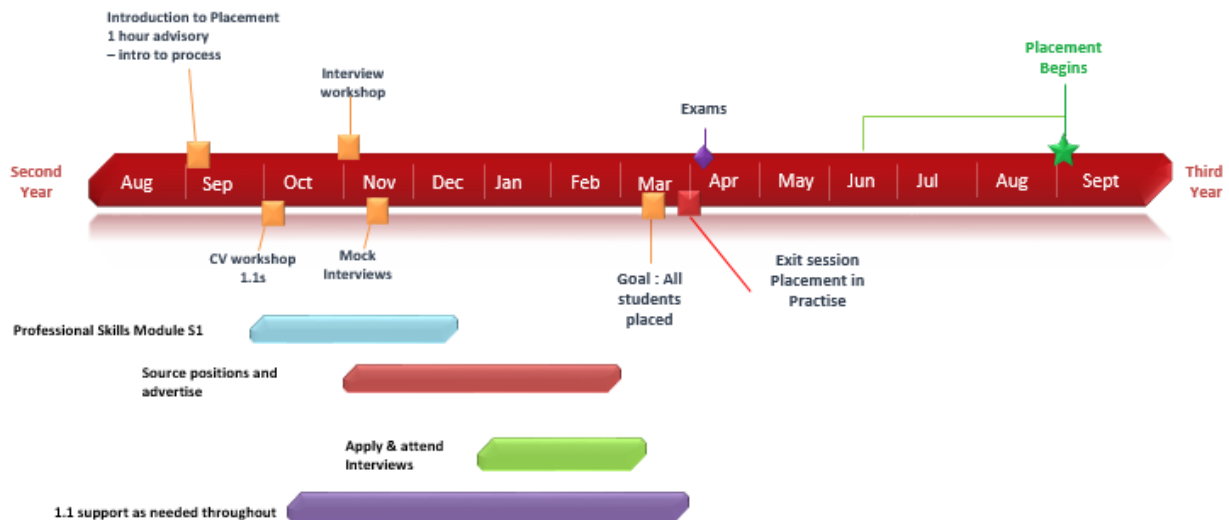 Introduction to Placement
1 hour advisory
– intro to process
Interview
workshop
Exams
Placement
Begins
Second
Year
Aug
Sep
Oct
Nov
Dec
Jan
Feb
Mar
Apr
May
Jun
Jul
Aug
Sept
Third
Year
CV workshop
1.1s
Mock
Interviews
Goal : All
students
placed
Exit session
Placement in
Practise
Professional Skills Module S1
Source positions and
advertise
Apply & attend
Interviews
1.1 support as needed throughout